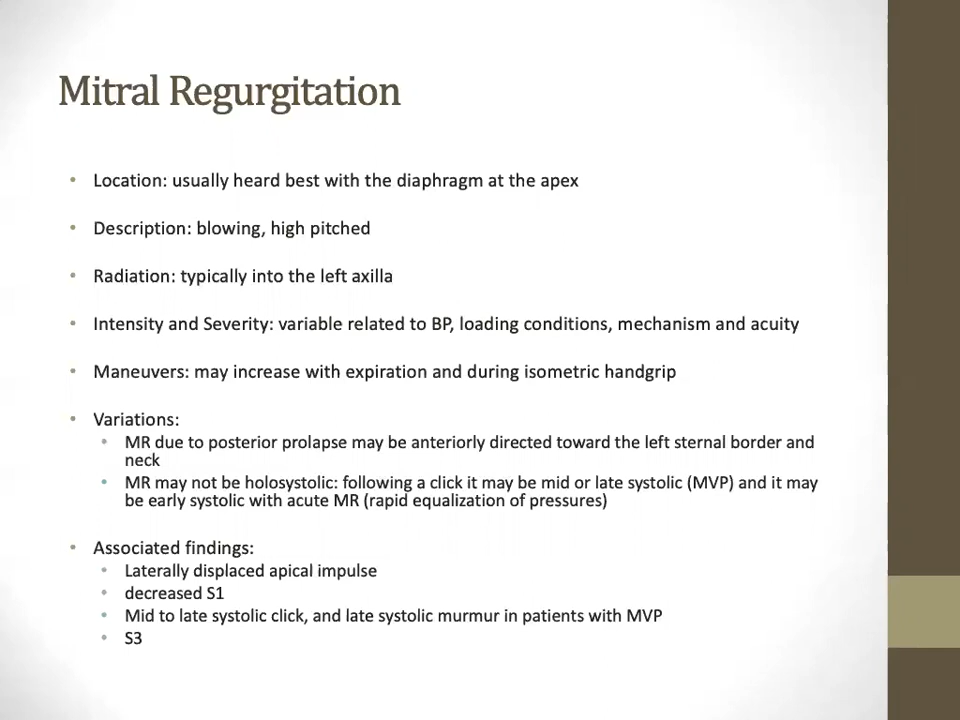 Mitral Regurgitation
• Location: usually heard best with the diaphragm at the apex
• Description: blowing, high pitched
• Radiation: typically into the left axilla
• Intensity and Severity: variable related to BP, loading conditions, mechanism and acuity
• Maneuvers: may increase with expiration and during isometric handgrip
• Variations:
• MR due to posterior prolapse may be anteriorly directed toward the left sternal border and
neck
• MR may not be holosystolic: following a click it may be mid or late systolic (MVP) and it may
be early systolic with acute MR (rapid equalization of pressures)
• Associated findings:
• Laterally displaced apical impulse
• decreased S1
• Mid to late systolic click, and late systolic murmur in patients with MVP
• S3